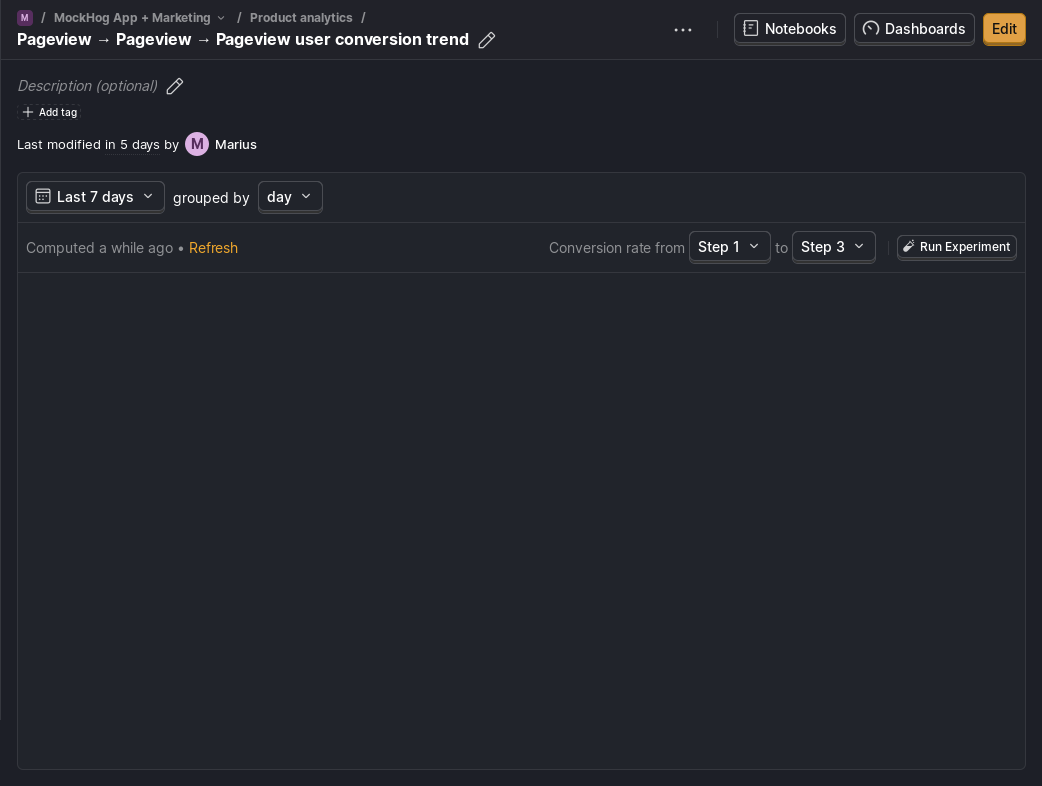 M / MockHog App + Marketing / Product analytics /
Pageview → Pageview → Pageview user conversion trend
Notebooks
Dashboards
Edit
Description (optional)
Add tag
Last modified in 5 days by M Marius
Last 7 days grouped by day
Computed a while ago • Refresh
Conversion rate from Step 1 to Step 3
Run Experiment